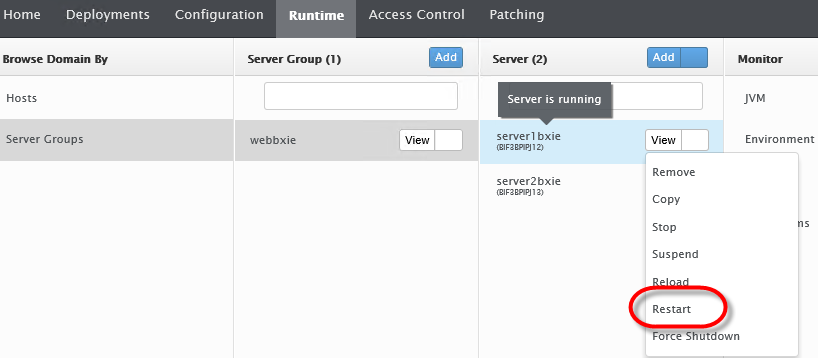 Home Deployments Configuration Runtime Access Control Patching
Browse Domain By Server Group (1) Add Server (2) Add Monitor
Hosts Server is running JVM
Server Groups webbxie View server1bxie View Environment
(BIF3BPIPJ12)
Remove
server2bxie
(BIF3BPIPJ13)
Copy
Stop ms
Suspend
Reload
Restart
Force Shutdown